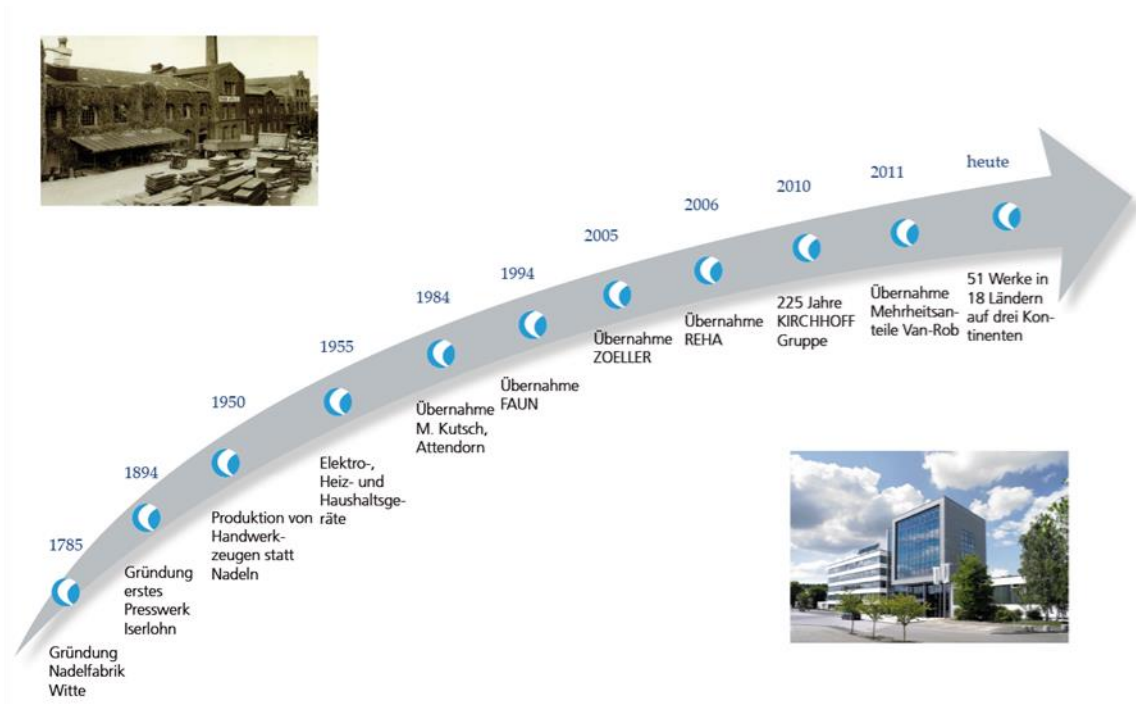 1785
Gründung
Nadelfabrik
Witte
1894
Gründung
erstes
Presswerk
Iserlohn
1950
Produktion von
Handwerk-
zeugen statt
Nadeln
1955
Elektro-,
Heiz- und
Haushaltsge-
räte
1984
Übernahme
M. Kutsch,
Attendorn
1994
Übernahme
FAUN
2005
Übernahme
ZOELLER
2006
Übernahme
REHA
2010
225 Jahre
KIRCHHOFF
Gruppe
2011
Übernahme
Mehrheitsan-
teile Van-Rob
heute
51 Werke in
18 Ländern
auf drei Kon-
tinenten